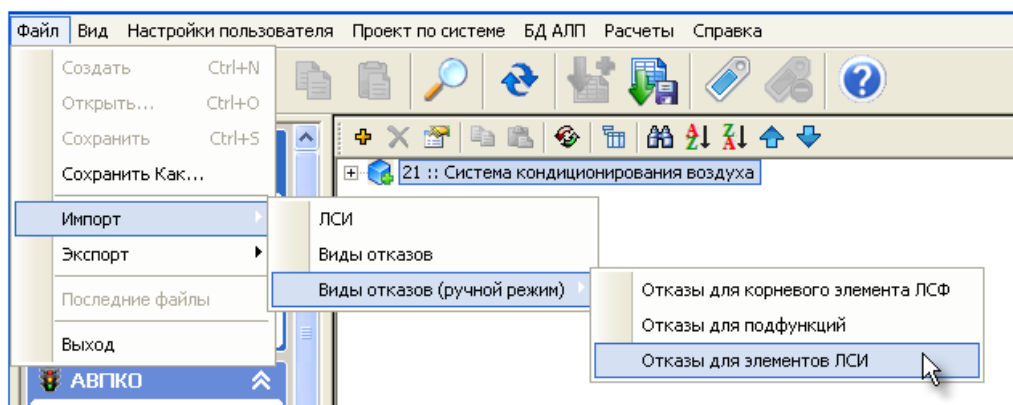 Файл Вид Настройки пользователя Проект по системе БД АЛП Расчеты Справка
Создать Ctrl+N
Открыть... Ctrl+O
Сохранить Ctrl+S
Сохранить Как...
21 :: Система кондиционирования воздуха
Импорт
ЛСИ
Экспорт
Виды отказов
Последние файлы
Виды отказов (ручной режим)
Отказы для корневого элемента ЛСФ
Отказы для подфункций
Выход
Отказы для элементов ЛСИ
АВПКО